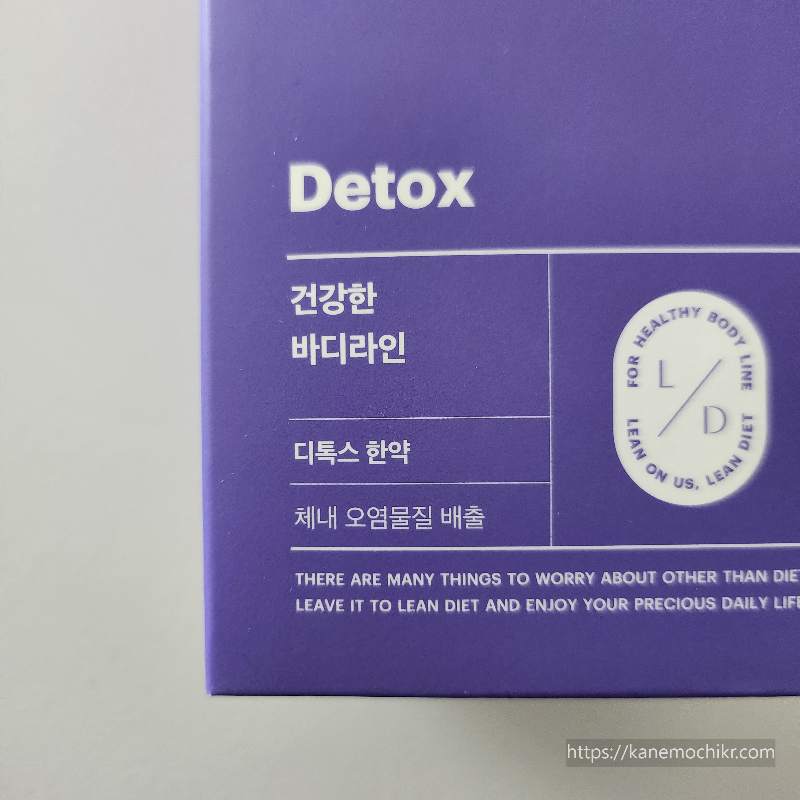 Detox
건강한
바디라인
디톡스 한약
체내 오염물질 배출
FOR HEALTHY BODY LINE
L/D
LEAN ON US, LEAN DIET
THERE ARE MANY THINGS TO WORRY ABOUT OTHER THAN DIE
LEAVE IT TO LEAN DIET AND ENJOY YOUR PRECIOUS DAILY LIFE
https://kanemochikr.com